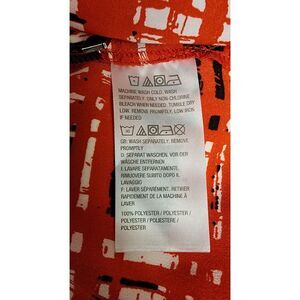 MACHINE WASH COLD, WASH
SEPARATELY. ONLY NON-CHLORINE
BLEACH WHEN NEEDED. TUMBLE DRY
LOW. REMOVE PROMPTLY. LOW IRON
IF NEEDED
GB: WASH SEPARATELY. REMOVE
PROMPTLY
D: SEPARAT WASCHEN. VOR DER
WÄSCHE ENTFERNEN
I: LAVARE SEPARATAMENTE.
RIMUOVERE SUBITO DOPO IL
LAVAGGIO
F: LAVER SÉPARÉMENT. RETIRER
RAPIDEMENT DE LA MACHINE À
LAVER
100% POLYESTER / POLYESTER
/ POLIESTERE /
POLYESTER